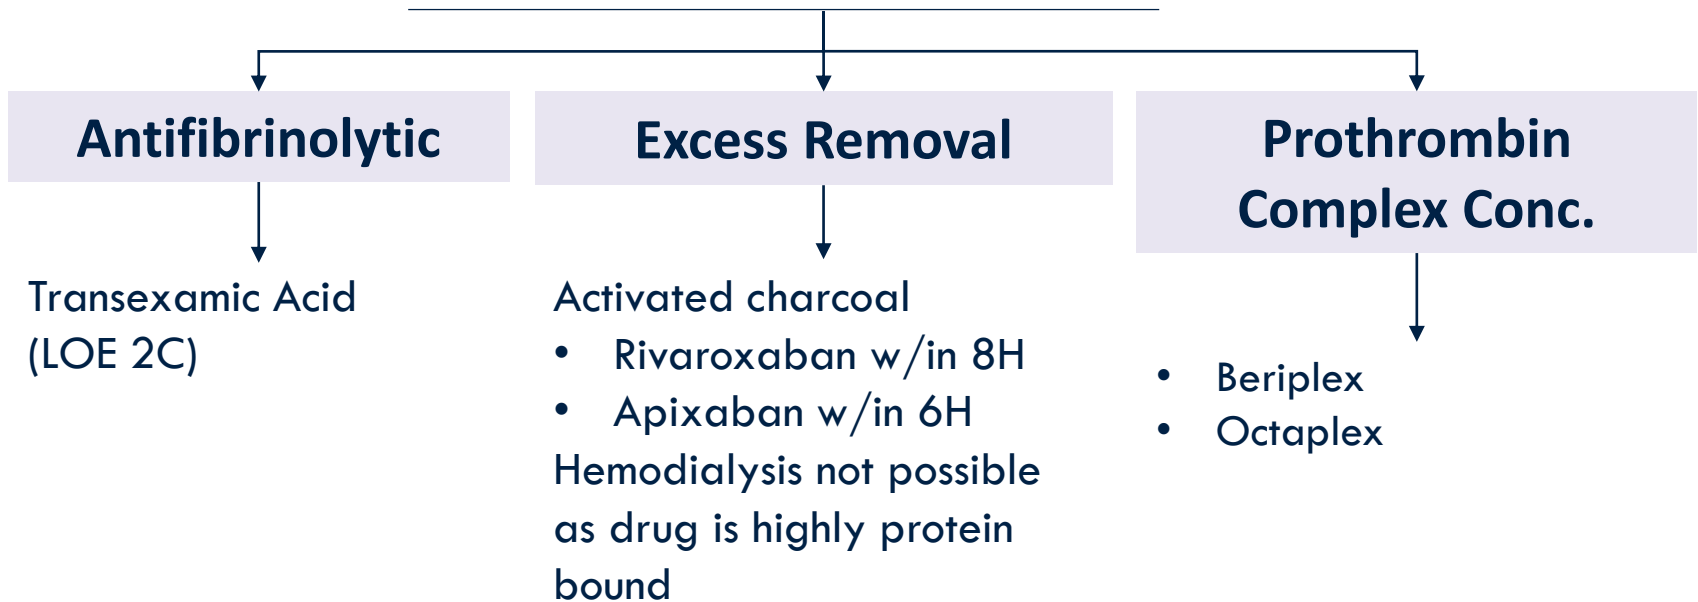 Antifibrinolytic
Transexamic Acid
(LOE 2C)
Excess Removal
Activated charcoal
• Rivaroxaban w/in 8H
• Apixaban w/in 6H
Hemodialysis not possible
as drug is highly protein
bound
Prothrombin
Complex Conc.
• Beriplex
• Octaplex